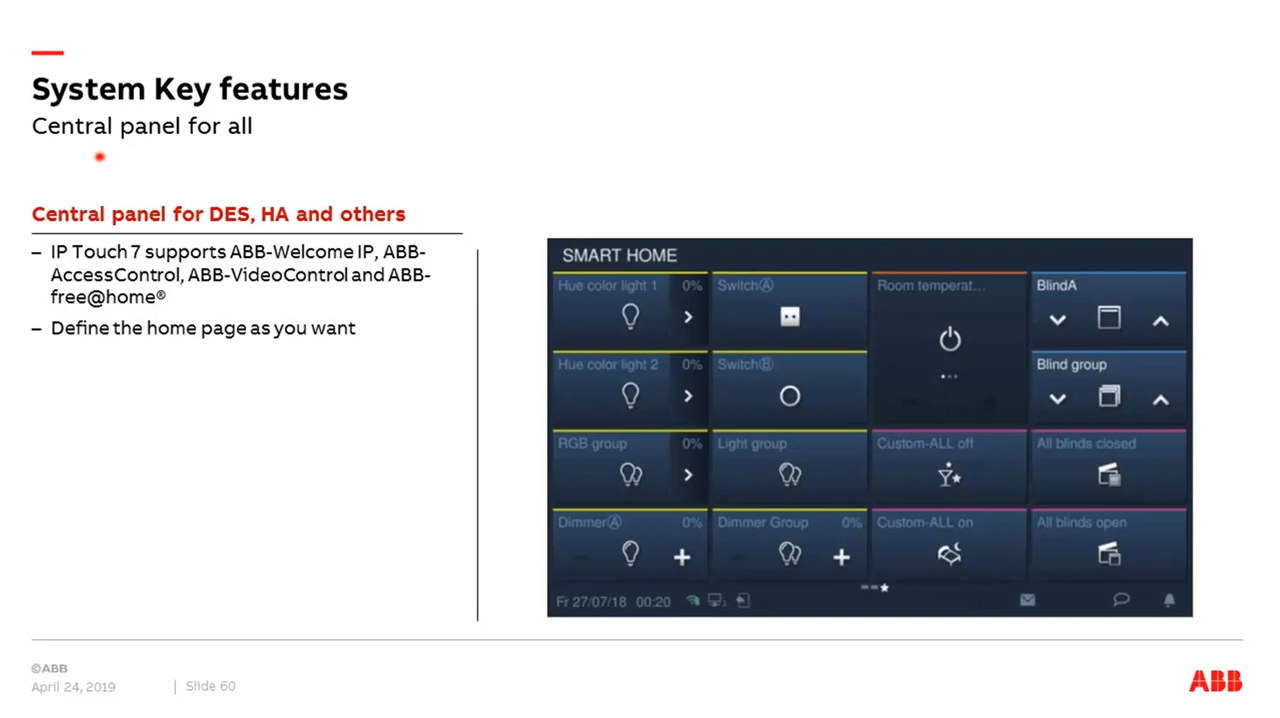 System Key features
Central panel for all
Central panel for DES, HA and others
– IP Touch 7 supports ABB-Welcome IP, ABB-
AccessControl, ABB-VideoControl and ABB-
free@home®
– Define the home page as you want
SMART HOME
Hue color light 1 0%
SwitchⒶ
Room temperat...
BlindA
Hue color light 2 0%
SwitchⒷ
Blind group
RGB group 0%
Light group
Custom-ALL off
All blinds closed
DimmerⒶ 0%
Dimmer Group 0%
Custom-ALL on
All blinds open
Fr 27/07/18 00:20
©ABB
April 24, 2019 | Slide 60
ABB